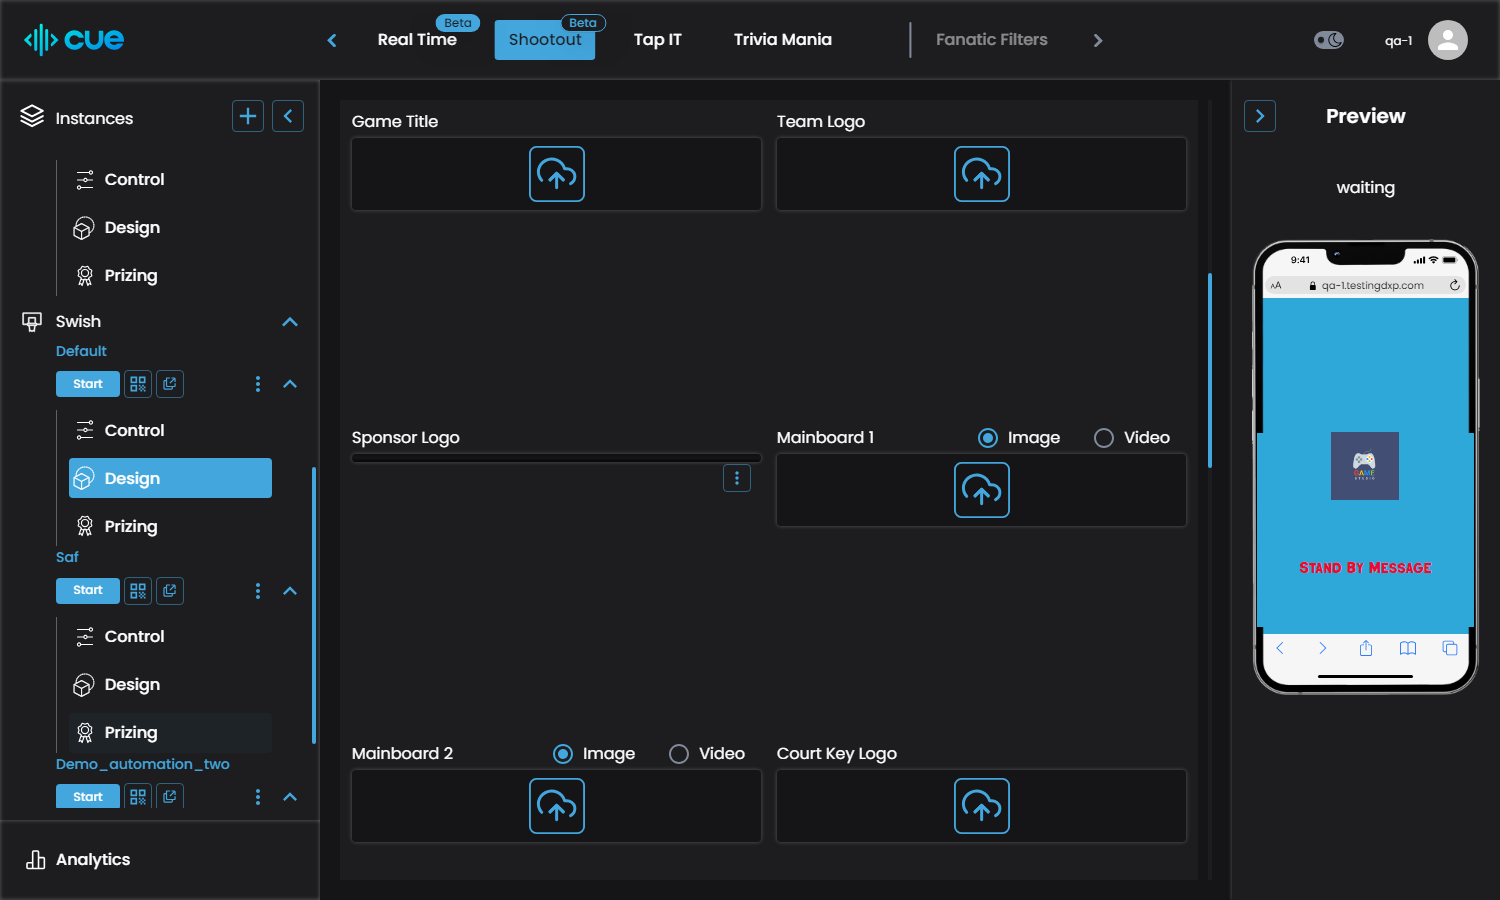 cue
Real Time
Beta
Shootout
Beta
Tap IT
Trivia Mania
Fanatic Filters
qa-1
Instances
Control
Design
Prizing
Swish
Default
Start
Control
Design
Prizing
Saf
Start
Control
Design
Prizing
Demo_automation_two
Start
Analytics
Game Title
Team Logo
Sponsor Logo
Mainboard 1
Image
Video
Mainboard 2
Image
Video
Court Key Logo
Preview
waiting
9:41
AA
qa-1.testingdxp.com
GAME
STUDIO
Stand By Message